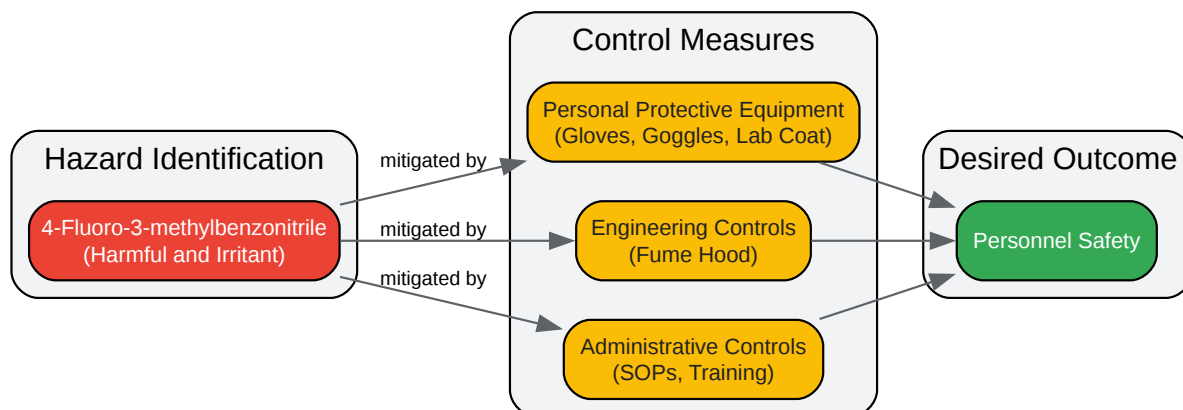 Hazard Identification
4-Fluoro-3-methylbenzonitrile
(Harmful and Irritant)
mitigated by
mitigated by
mitigated by
Control Measures
Personal Protective Equipment
(Gloves, Goggles, Lab Coat)
Engineering Controls
(Fume Hood)
Administrative Controls
(SOPs, Training)
Desired Outcome
Personnel Safety